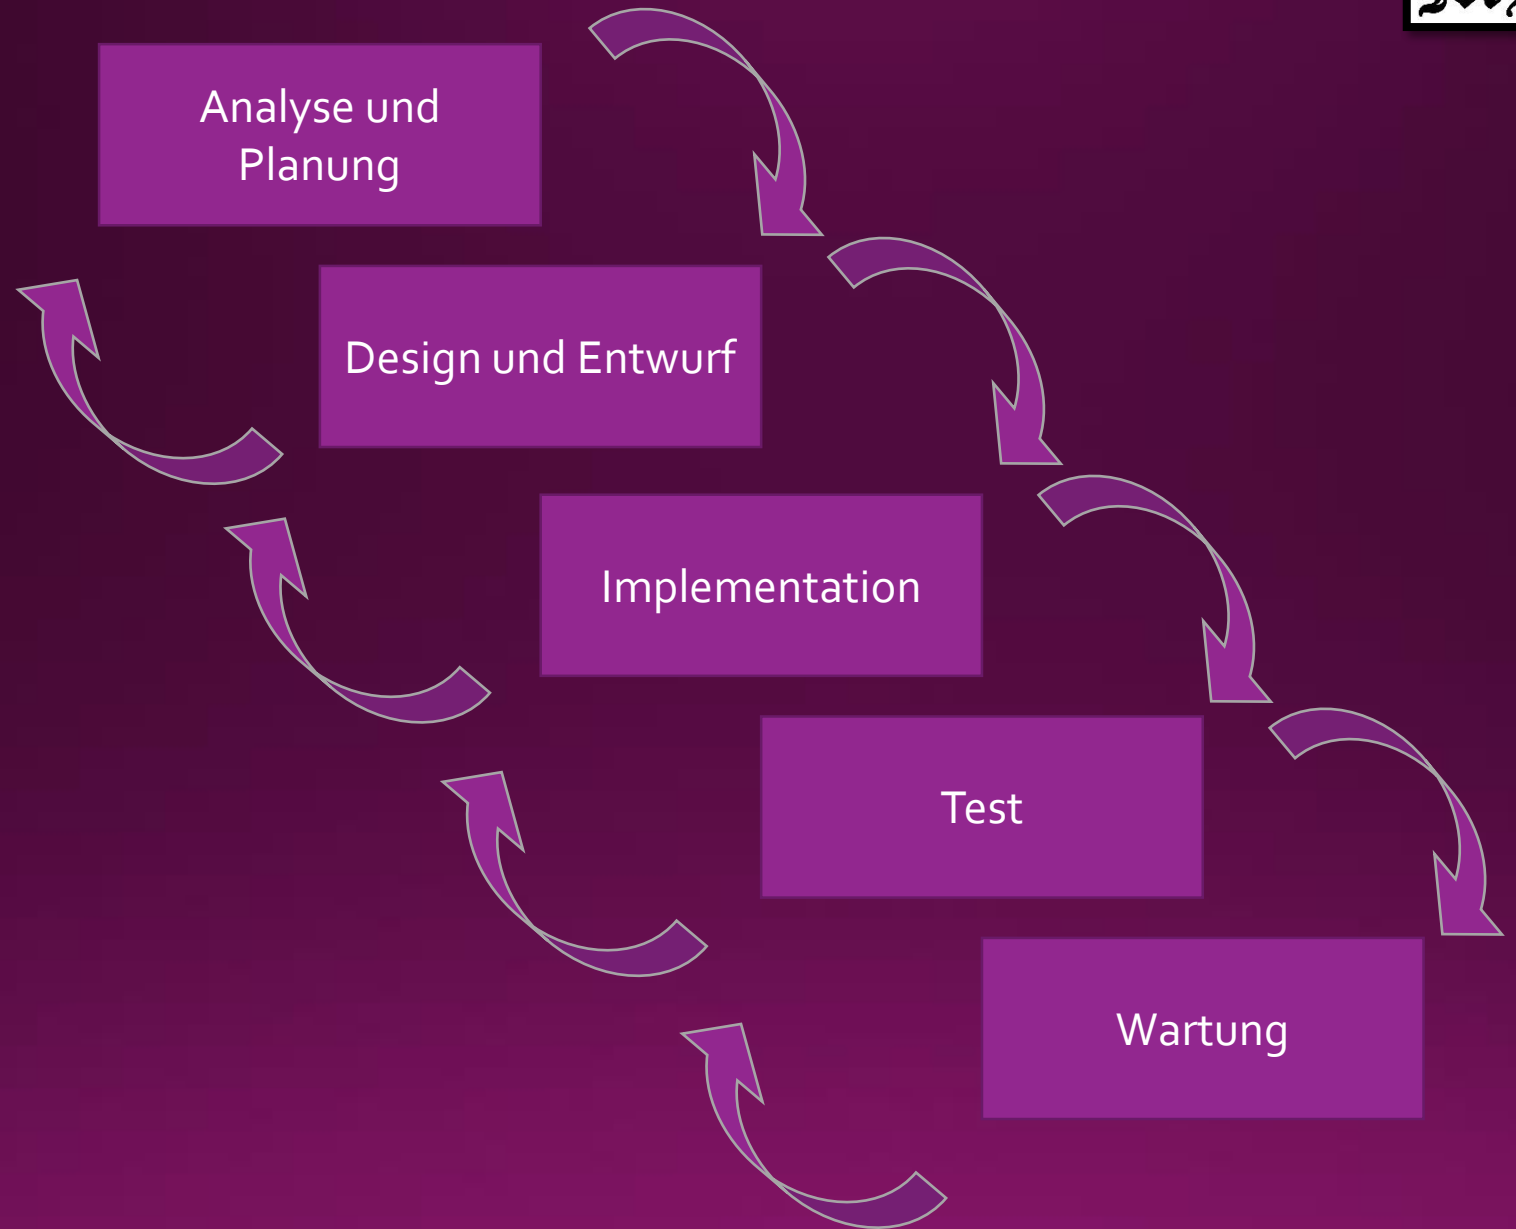 Analyse und
Planung
Design und Entwurf
Implementation
Test
Wartung